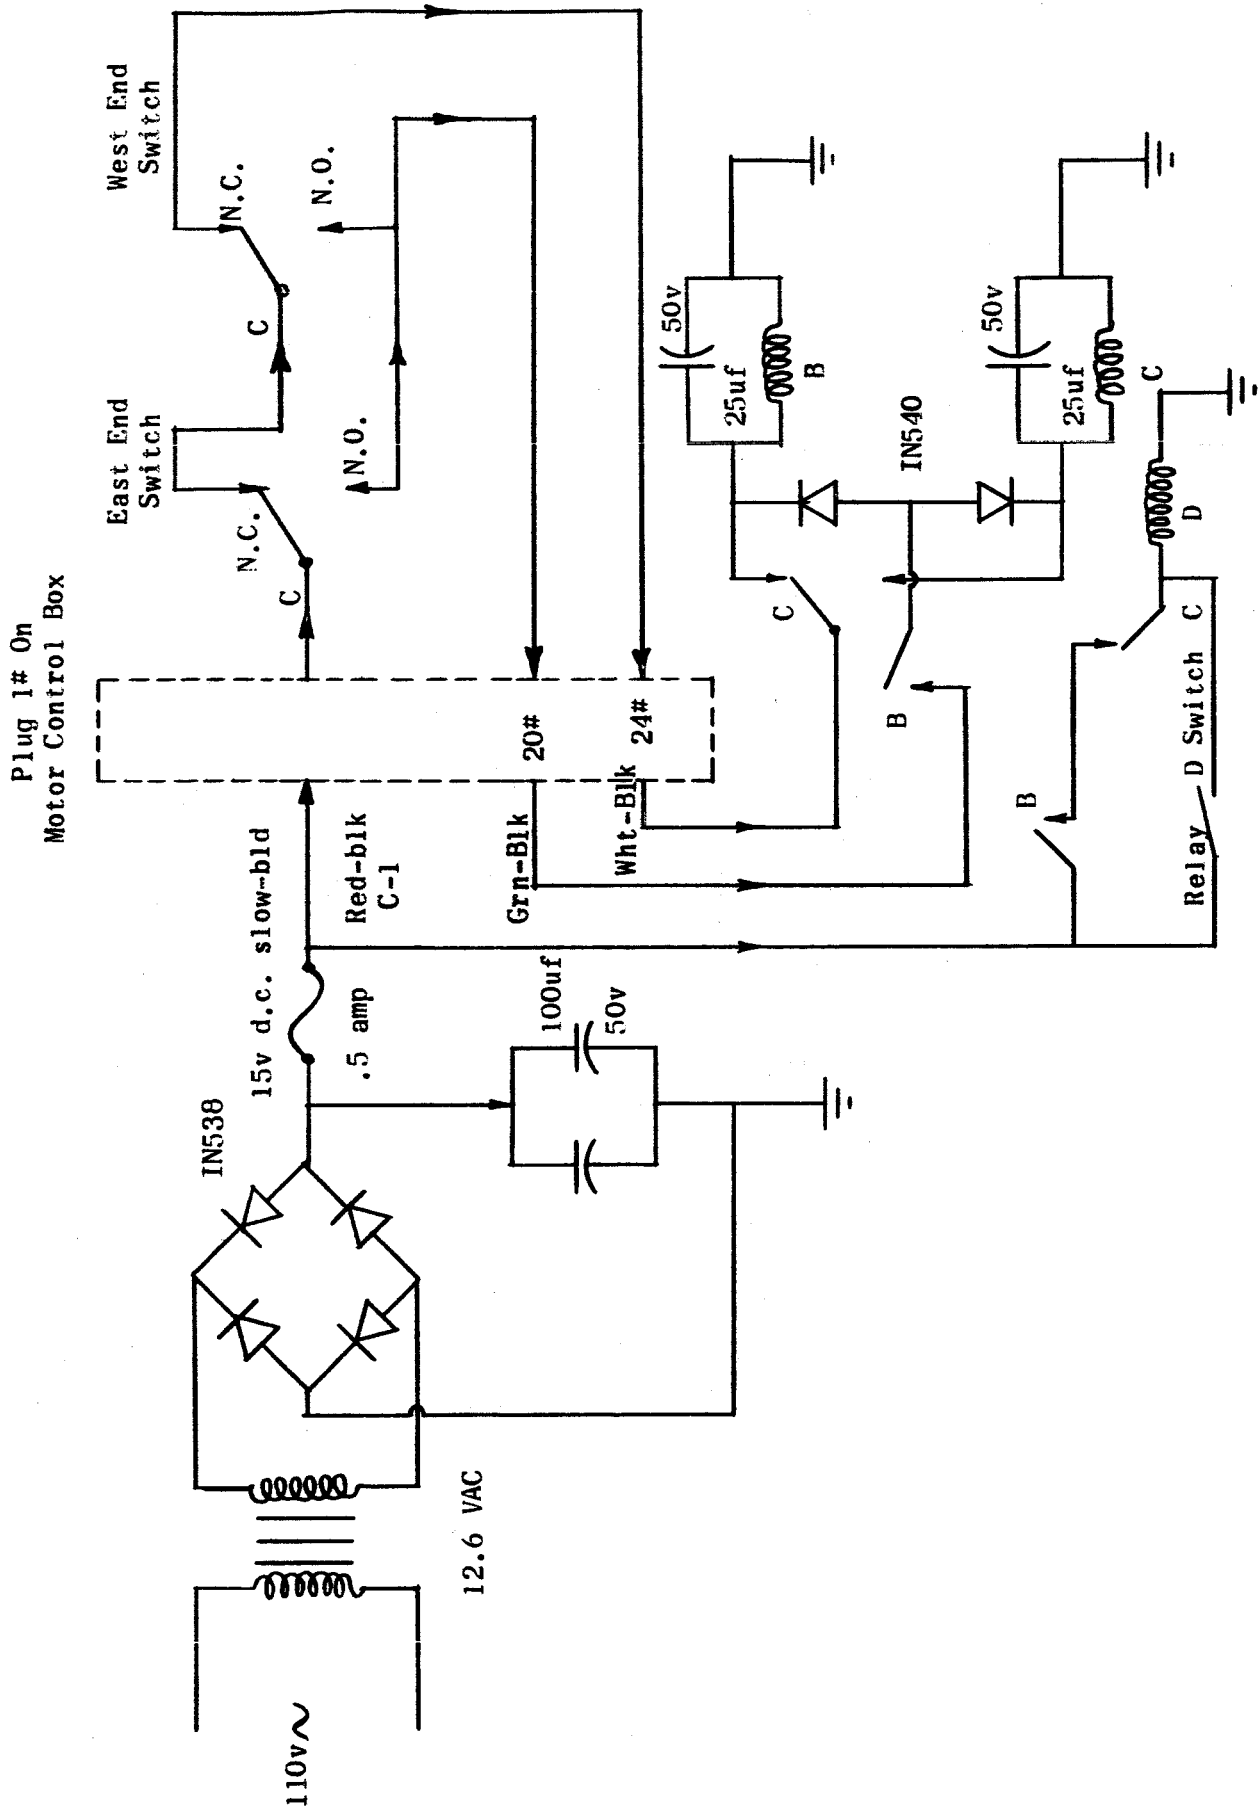 Plug 1# On
Motor Control Box
East End
Switch
West End
Switch
N.C.
C
N.O.
N.C.
C
N.O.
110v
12.6 VAC
IN538
15v d.c. slow-bld
.5 amp
100uf
50v
Red-blk
C-1
Grn-Blk
Wht-Blk
20#
24#
C
B
50v
25uf
B
IN540
50v
25uf
C
B
D
Relay D Switch C